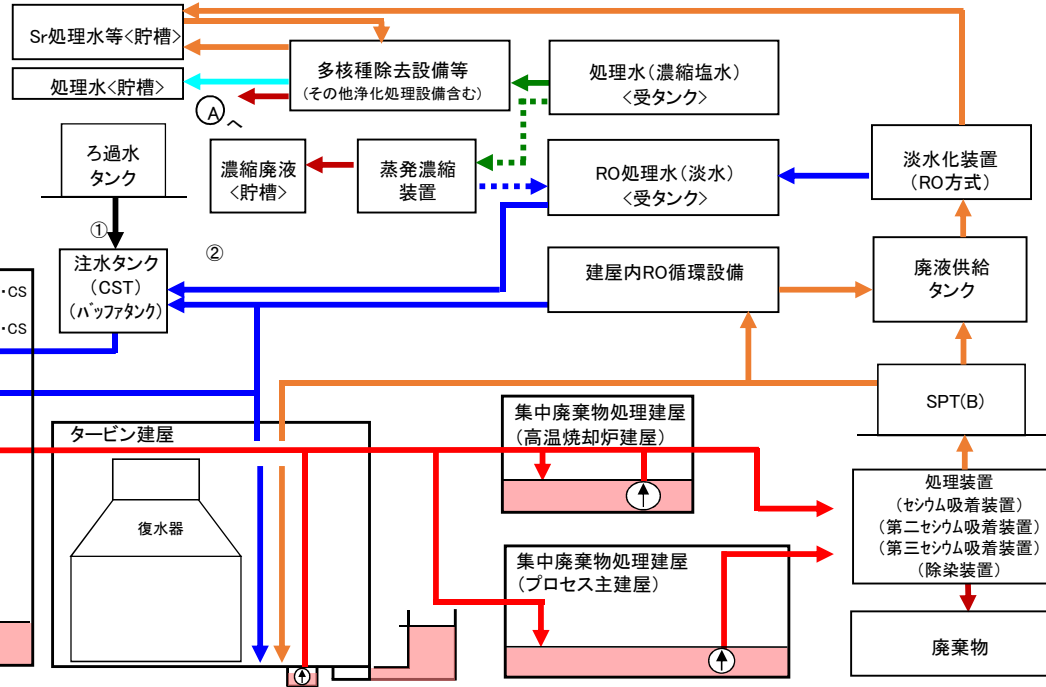 Sr処理水等<貯槽>
処理水<貯槽>
多核種除去設備等
(その他浄化処理設備含む)
処理水(濃縮塩水)
<受タンク>
Ⓐへ
ろ過水
タンク
濃縮廃液
<貯槽>
蒸発濃縮
装置
RO処理水(淡水)
<受タンク>
淡水化装置
(RO方式)
①
②
注水タンク
(CST)
(バッファタンク)
建屋内RO循環設備
廃液供給
タンク
・CS
・CS
SPT(B)
タービン建屋
復水器
集中廃棄物処理建屋
(高温焼却炉建屋)
集中廃棄物処理建屋
(プロセス主建屋)
処理装置
(セシウム吸着装置)
(第二セシウム吸着装置)
(第三セシウム吸着装置)
(除染装置)
廃棄物